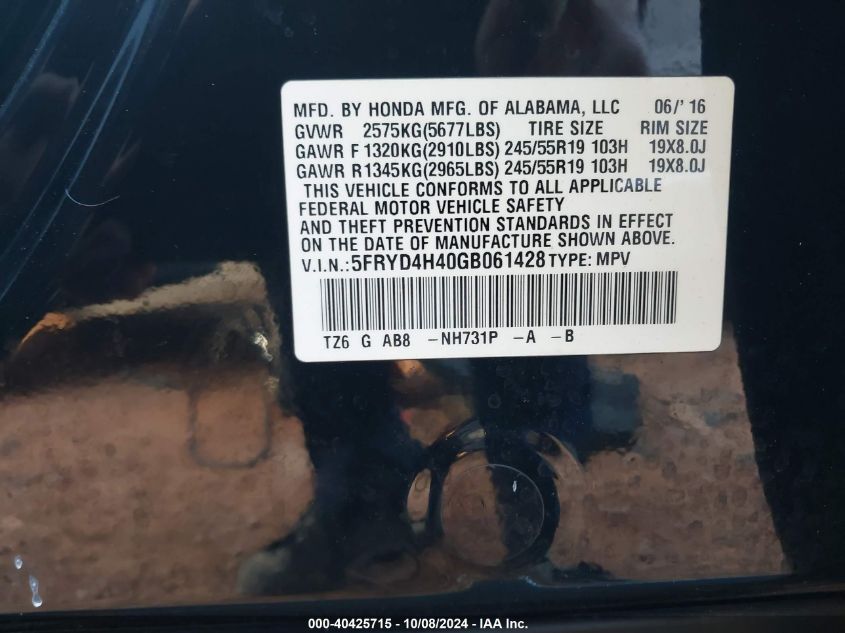 MFD. BY HONDA MFG. OF ALABAMA, LLC 06/'16
GVWR 2575KG(5677LBS) TIRE SIZE RIM SIZE
GAWR F 1320KG(2910LBS) 245/55R19 103H 19X8.0J
GAWR R 1345KG(2965LBS) 245/55R19 103H 19X8.0J
THIS VEHICLE CONFORMS TO ALL APPLICABLE
FEDERAL MOTOR VEHICLE SAFETY
AND THEFT PREVENTION STANDARDS IN EFFECT
ON THE DATE OF MANUFACTURE SHOWN ABOVE.
V.I.N.: 5FRYD4H40GB061428 TYPE: MPV
TZ6 G AB8 -NH731P -A -B
000-40425715 - 10/08/2024 - IAA Inc.